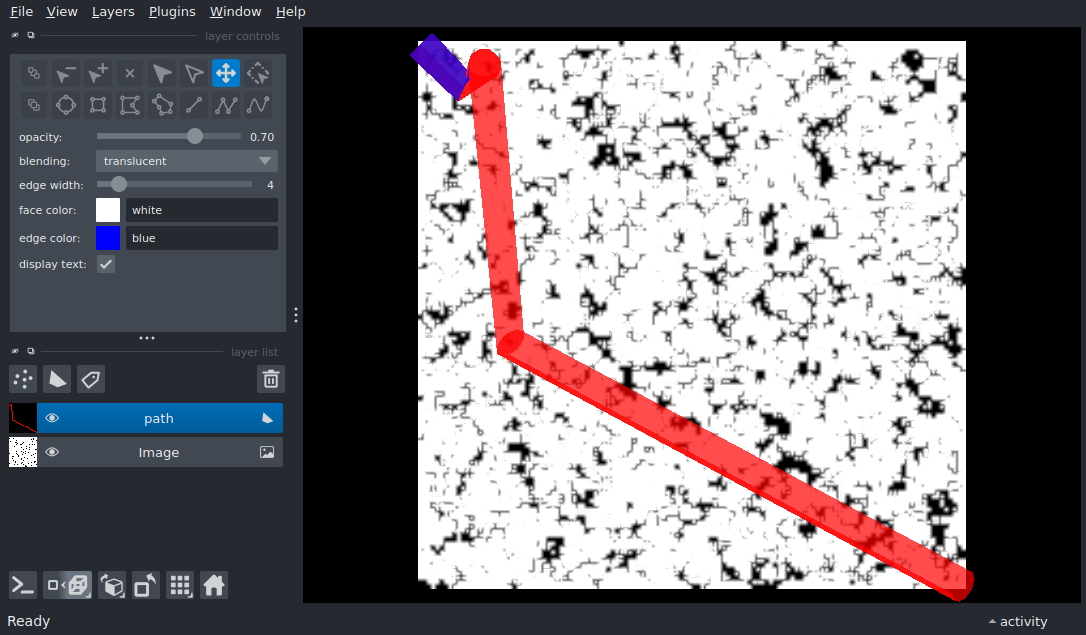 File View Layers Plugins Window Help
layer controls
opacity: 0.70
blending: translucent
edge width: 4
face color: white
edge color: blue
display text:
layer list
path
Image
Ready activity